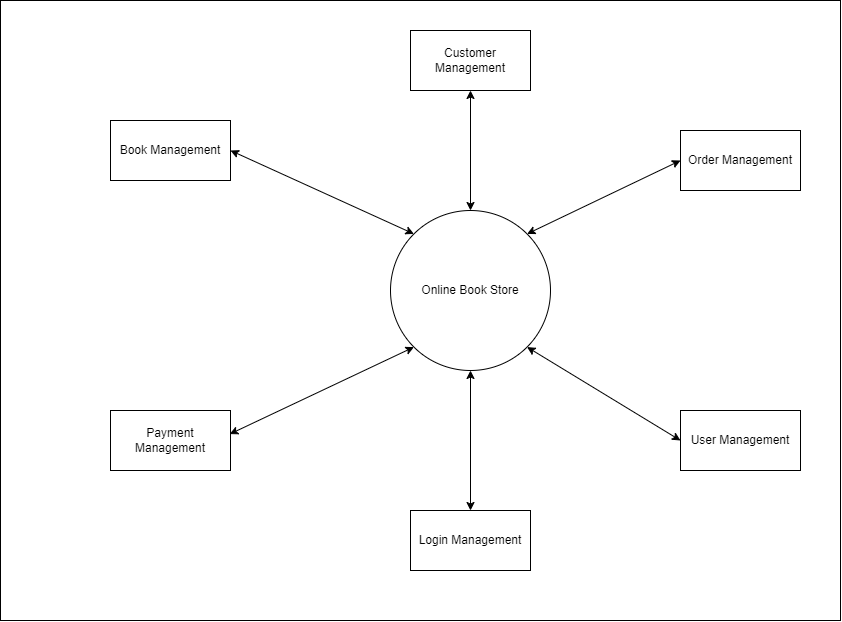 Customer
Management
Book Management
Order Management
Online Book Store
Payment
Management
User Management
Login Management